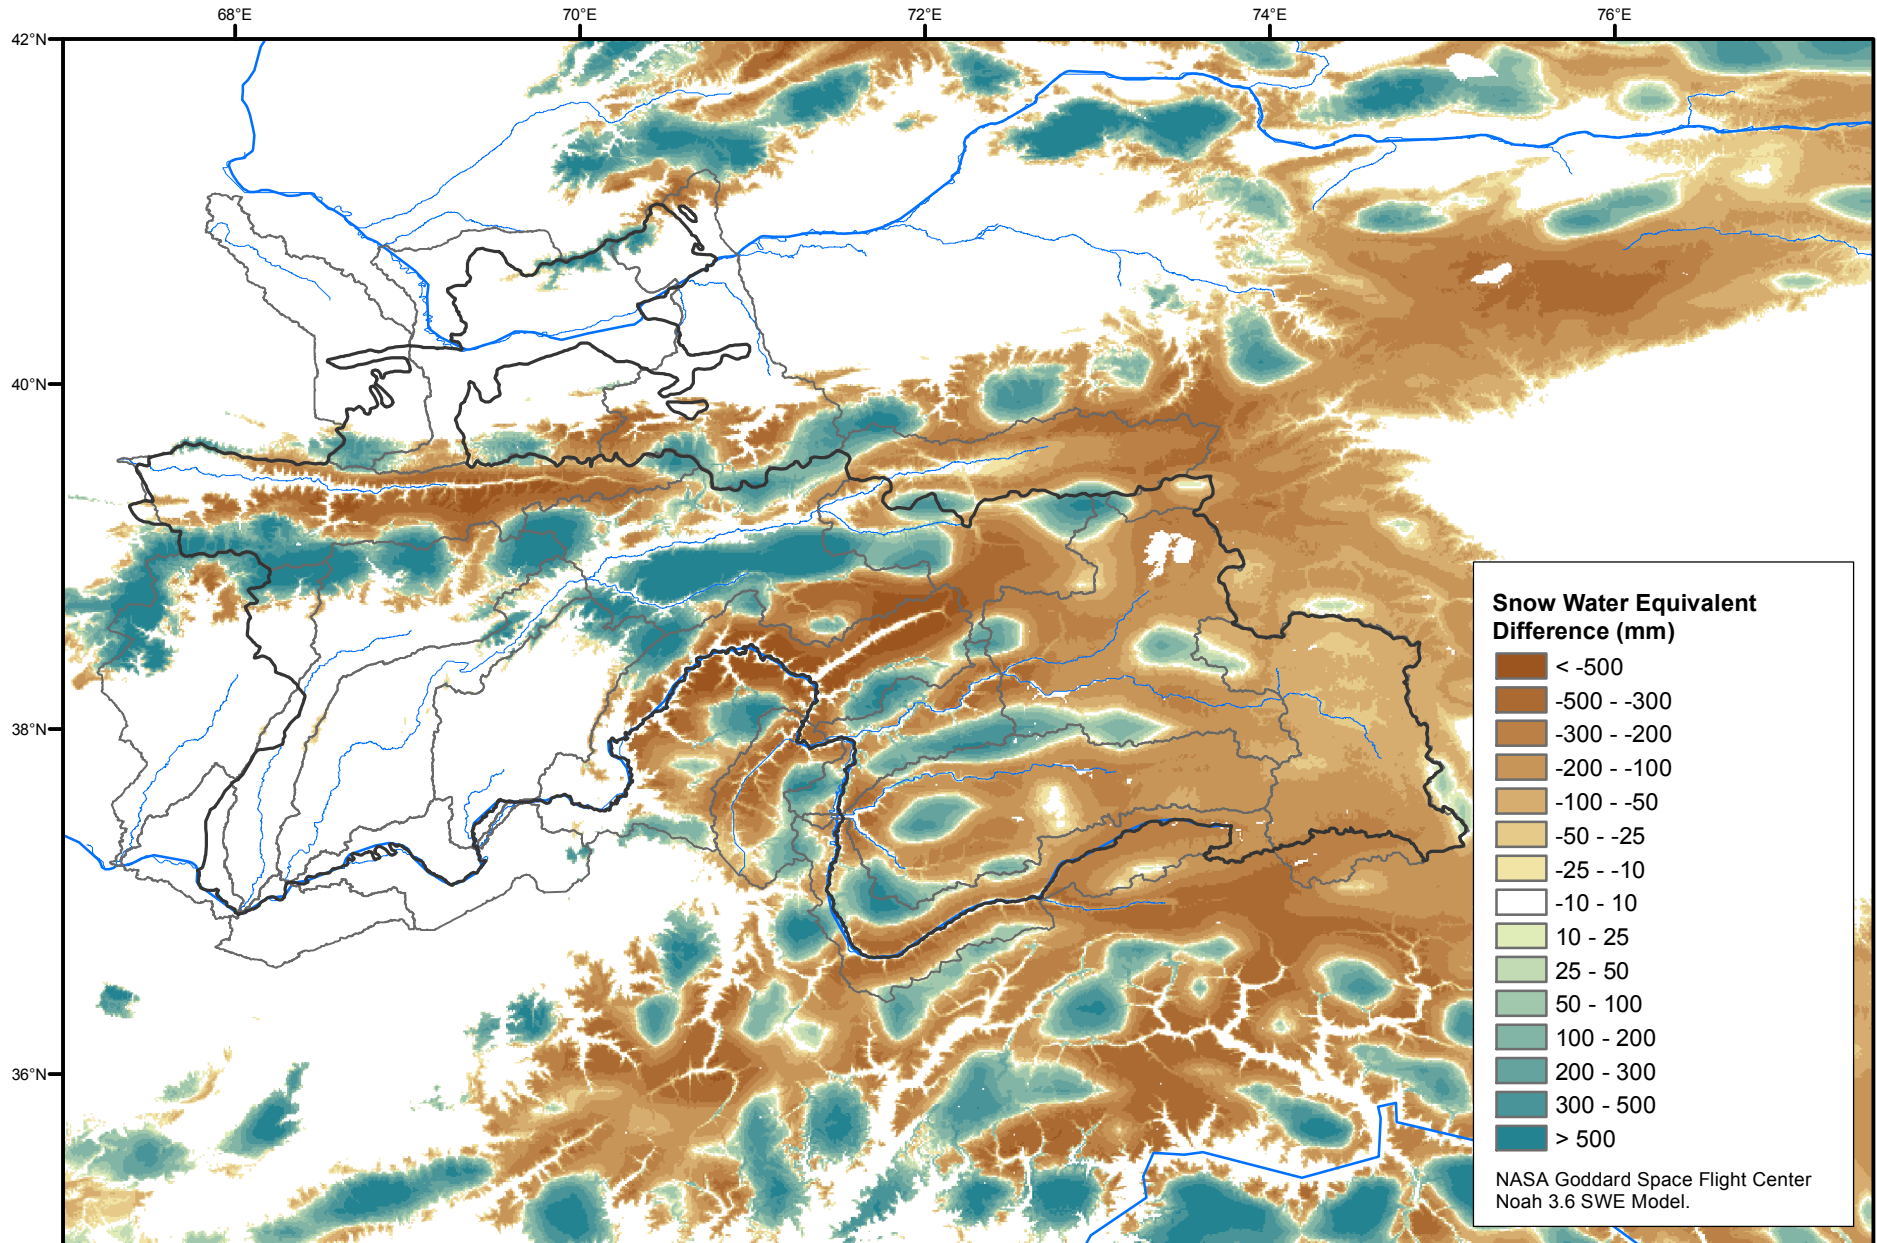 68°E
70°E
72°E
74°E
76°E
42°N
40°N
38°N
36°N
Snow Water Equivalent
Difference (mm)
< -500
-500 - -300
-300 - -200
-200 - -100
-100 - -50
-50 - -25
-25 - -10
-10 - 10
10 - 25
25 - 50
50 - 100
100 - 200
200 - 300
300 - 500
> 500
NASA Goddard Space Flight Center
Noah 3.6 SWE Model.